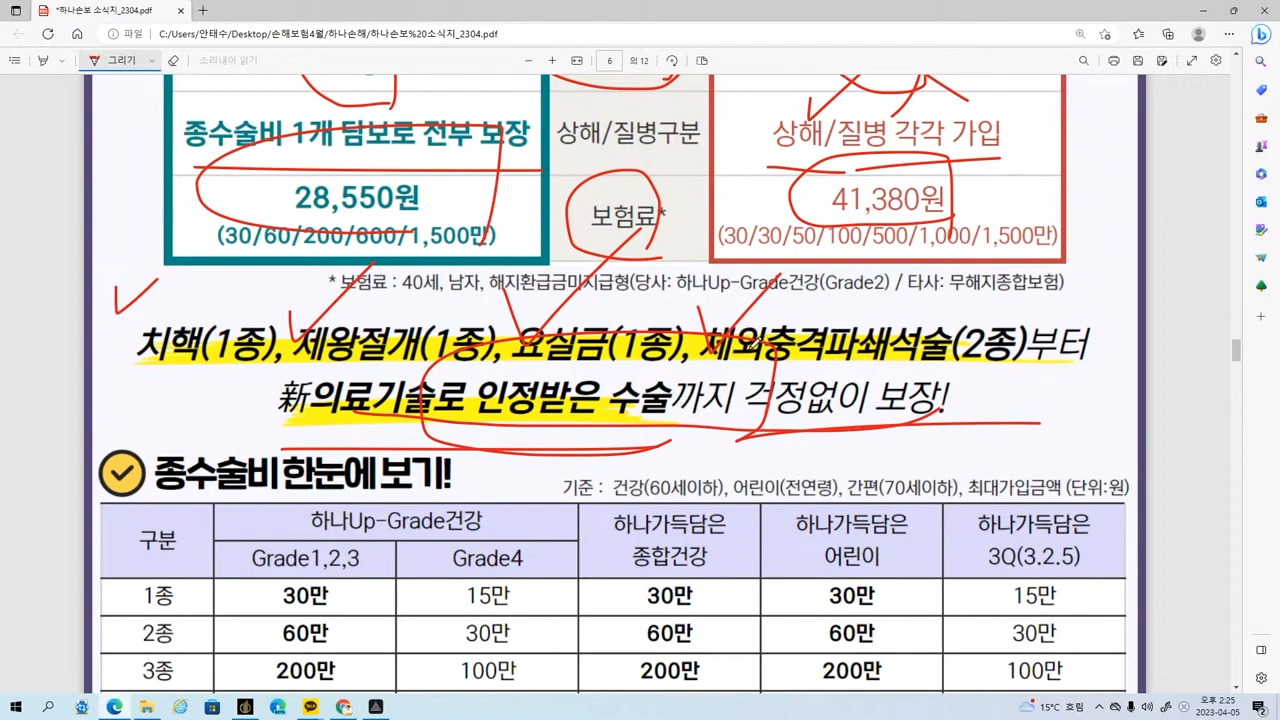 *하나손보 소식지_2304.pdf
파일 C:/Users/안태수/Desktop/손해보험4월/하나손해/하나손보%20소식지_2304.pdf
그리기 소리내어 읽기 6 의 12
종수술비 1개 담보로 전부 보장 상해/질병구분 상해/질병 각각 가입
28,550원 보험료* 41,380원
(30/60/200/600/1,500만) (30/30/50/100/500/1,000/1,500만)
* 보험료 : 40세, 남자, 해지환급금미지급형(당사: 하나Up-Grade건강(Grade2) / 타사: 무해지종합보험)
치핵(1종), 제왕절개(1종), 요실금(1종), 체외충격파쇄석술(2종)부터
新의료기술로 인정받은 수술까지 걱정없이 보장!
종수술비 한눈에 보기!
기준 : 건강(60세이하), 어린이(전연령), 간편(70세이하), 최대가입금액 (단위:원)
구분 하나Up-Grade건강 하나가득담은 종합건강 하나가득담은 어린이 하나가득담은 3Q(3.2.5)
Grade1,2,3 Grade4
1종 30만 15만 30만 30만 15만
2종 60만 30만 60만 60만 30만
3종 200만 100만 200만 200만 100만
15°C 흐림
오후 2:25
2023-04-05